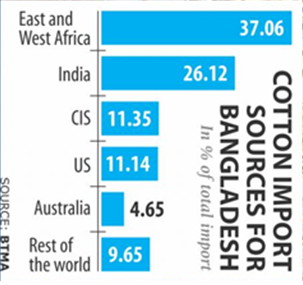 COTTON IMPORT
SOURCES FOR
BANGLADESH
In % of total import
East and
West Africa
37.06
India
26.12
CIS
11.35
US
11.14
Australia
4.65
Rest of
the world
9.65
SOURCE: BTMA